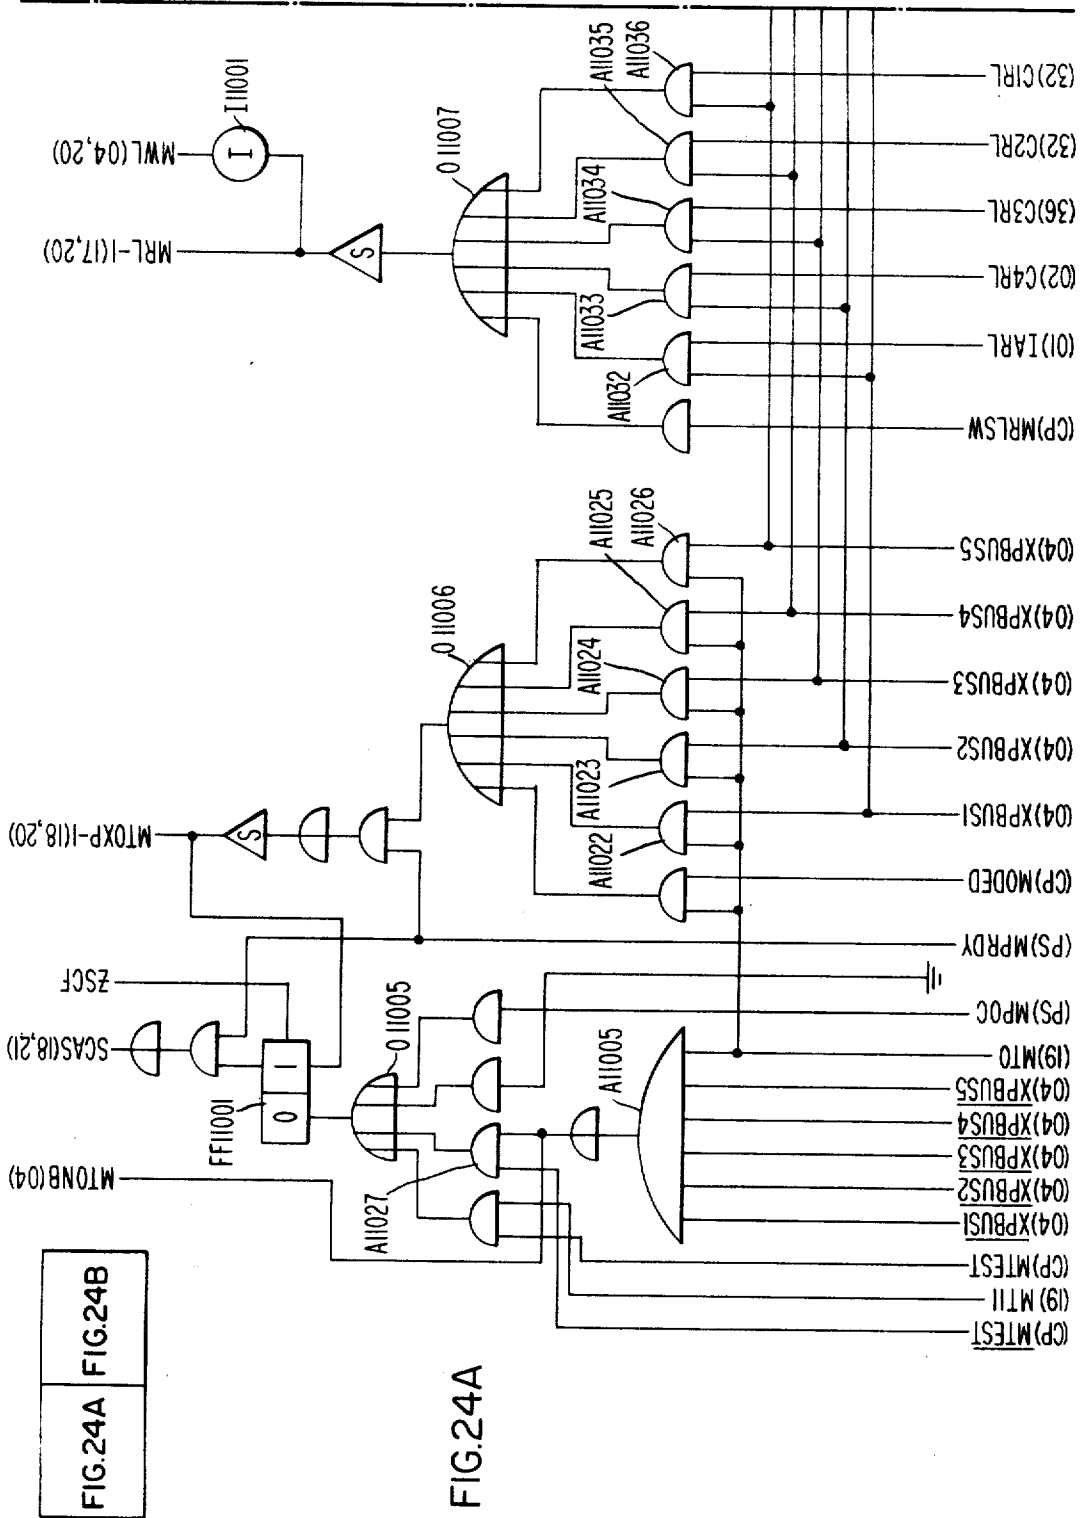 FIG.24A
FIG.24B
FIG.24A
MTONB(04)
SCAS(18,21)
ZSCF
MTOXP-1(18,20)
MRL-1(17,20)
MWL(04,20)
I
I11001
S
S
FF11001
0
1
O11005
O11006
O11007
A11027
A11005
A11022
A11023
A11024
A11025
A11026
A11032
A11033
A11034
A11035
A11036
(CP)MTEST
(19)MT11
(CP)MTEST
(04)XPBUS1
(04)XPBUS2
(04)XPBUS3
(04)XPBUS4
(04)XPBUS5
(19)MTO
(PS)MPOC
(PS)MPRDY
(CP)MODED
(04)XPBUS1
(04)XPBUS2
(04)XPBUS3
(04)XPBUS4
(04)XPBUS5
(CP)MRLSW
(01)IARL
(02)C4RL
(36)C3RL
(32)C2RL
(32)C1RL